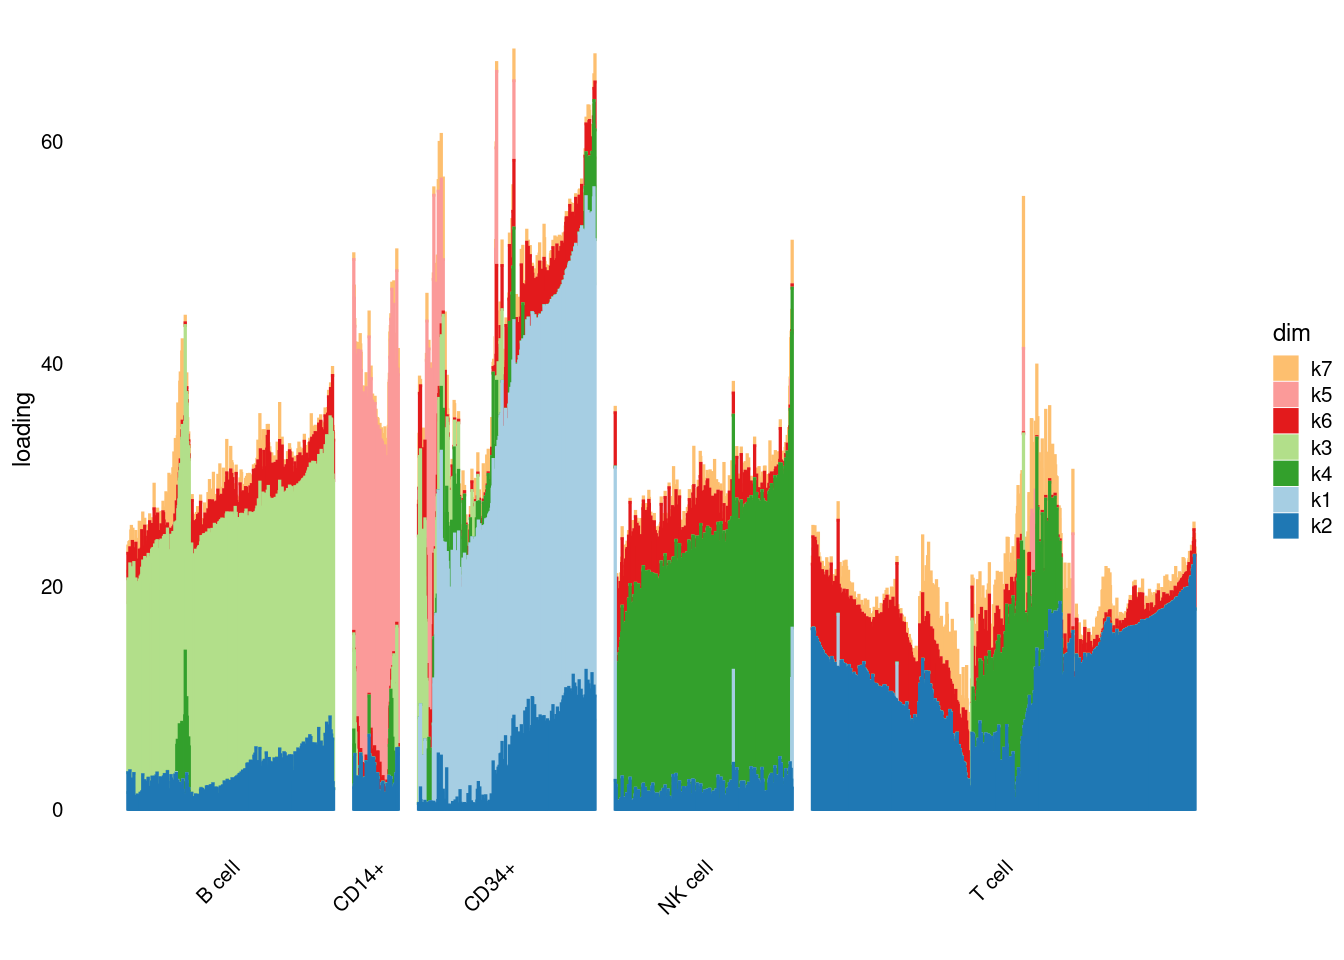 60
40
20
0
loading
B cell
CD14+
CD34+
NK cell
T cell
dim
k7
k5
k6
k3
k4
k1
k2